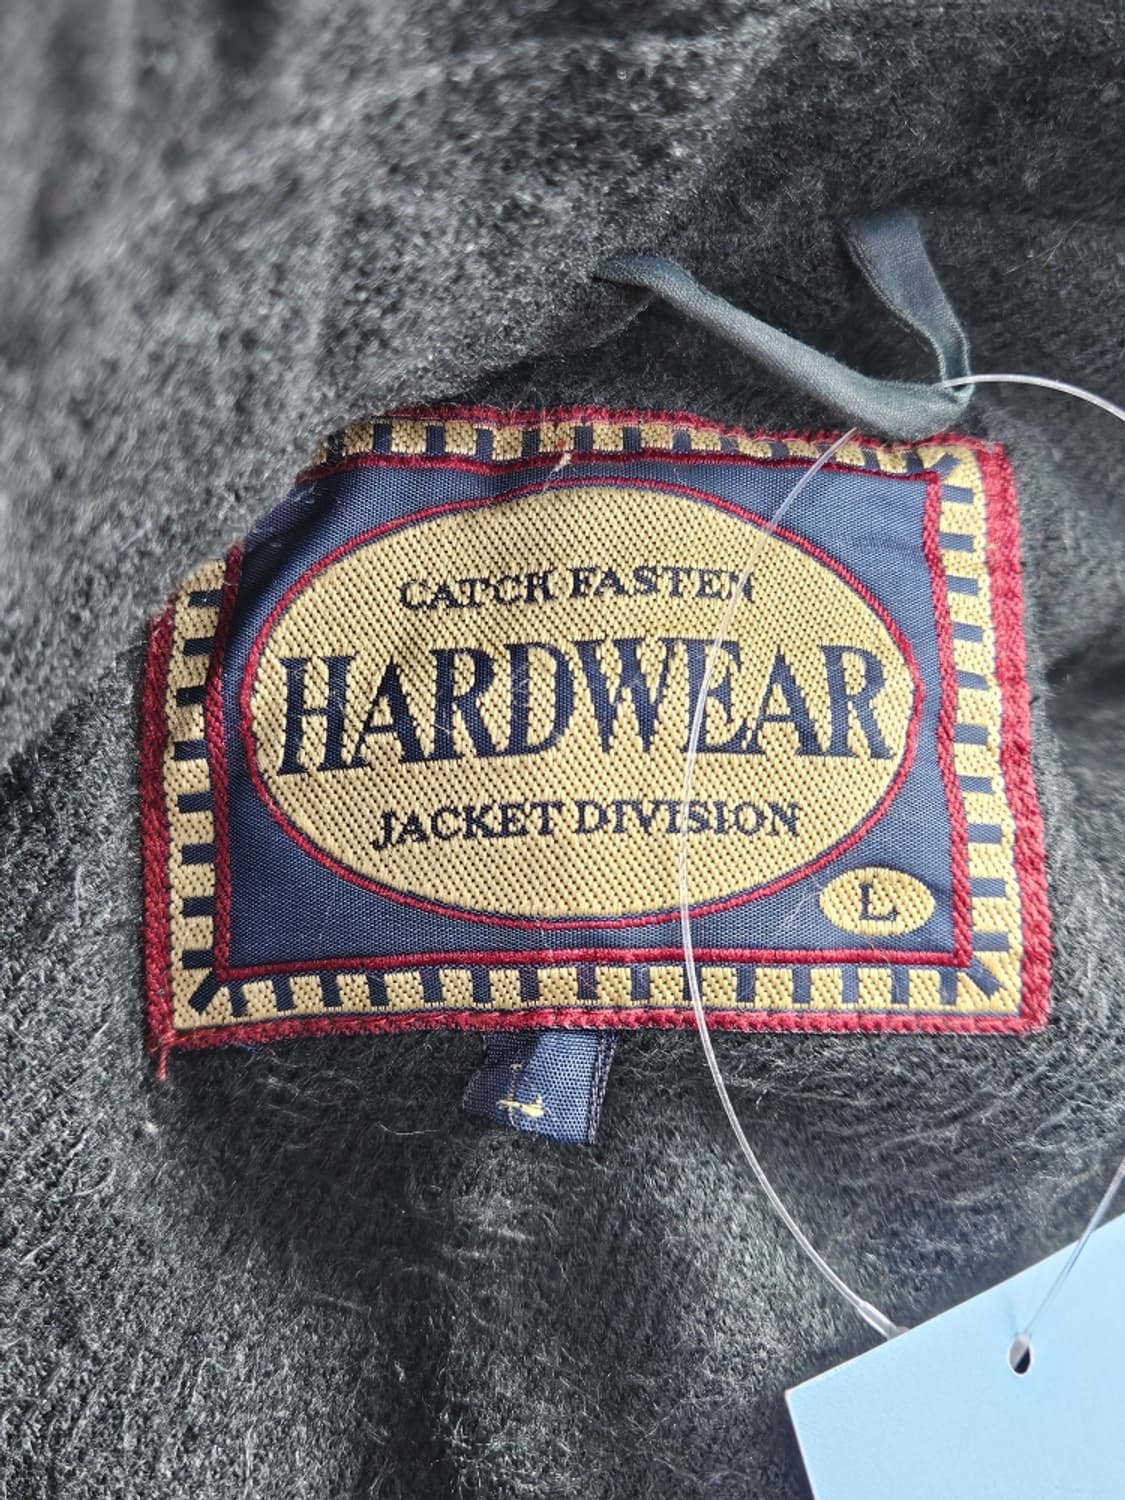 CATCH FASTEN
HARDWEAR
JACKET DIVISION
L